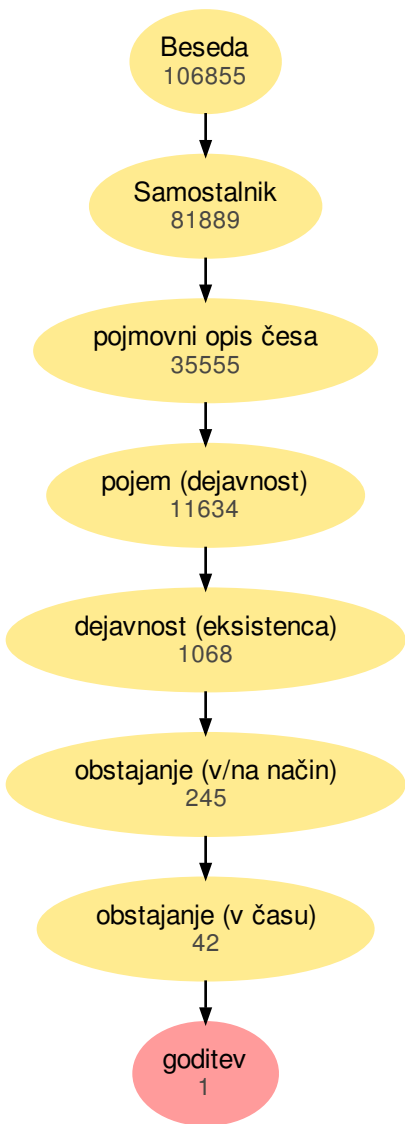 Beseda
106855
Samostalnik
81889
pojmovni opis česa
35555
pojem (dejavnost)
11634
dejavnost (eksistenca)
1068
obstajanje (v/na način)
245
obstajanje (v času)
42
goditev
1